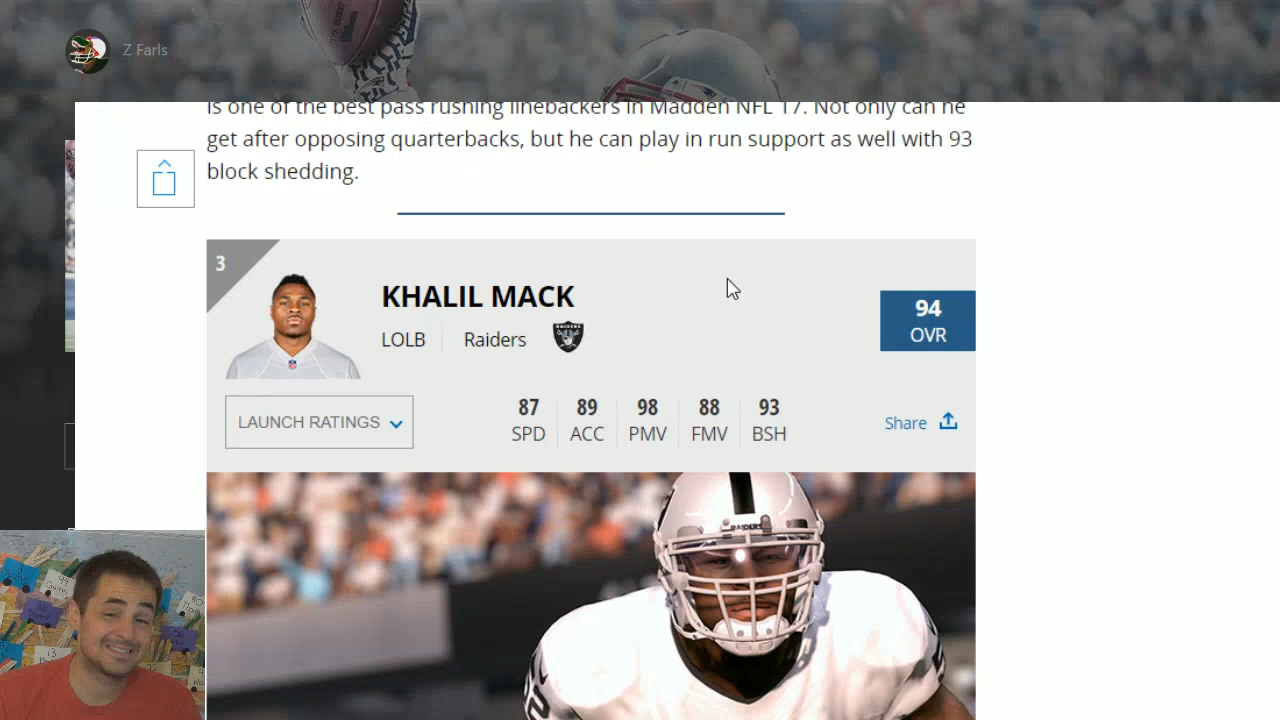 Z Farls
is one of the best pass rushing linebackers in Madden NFL 17. Not only can he
get after opposing quarterbacks, but he can play in run support as well with 93
block shedding.
3
KHALIL MACK
LOLB
Raiders
RAIDERS
94
OVR
LAUNCH RATINGS
87 89 98 88 93
SPD ACC PMV FMV BSH
Share
RAIDERS